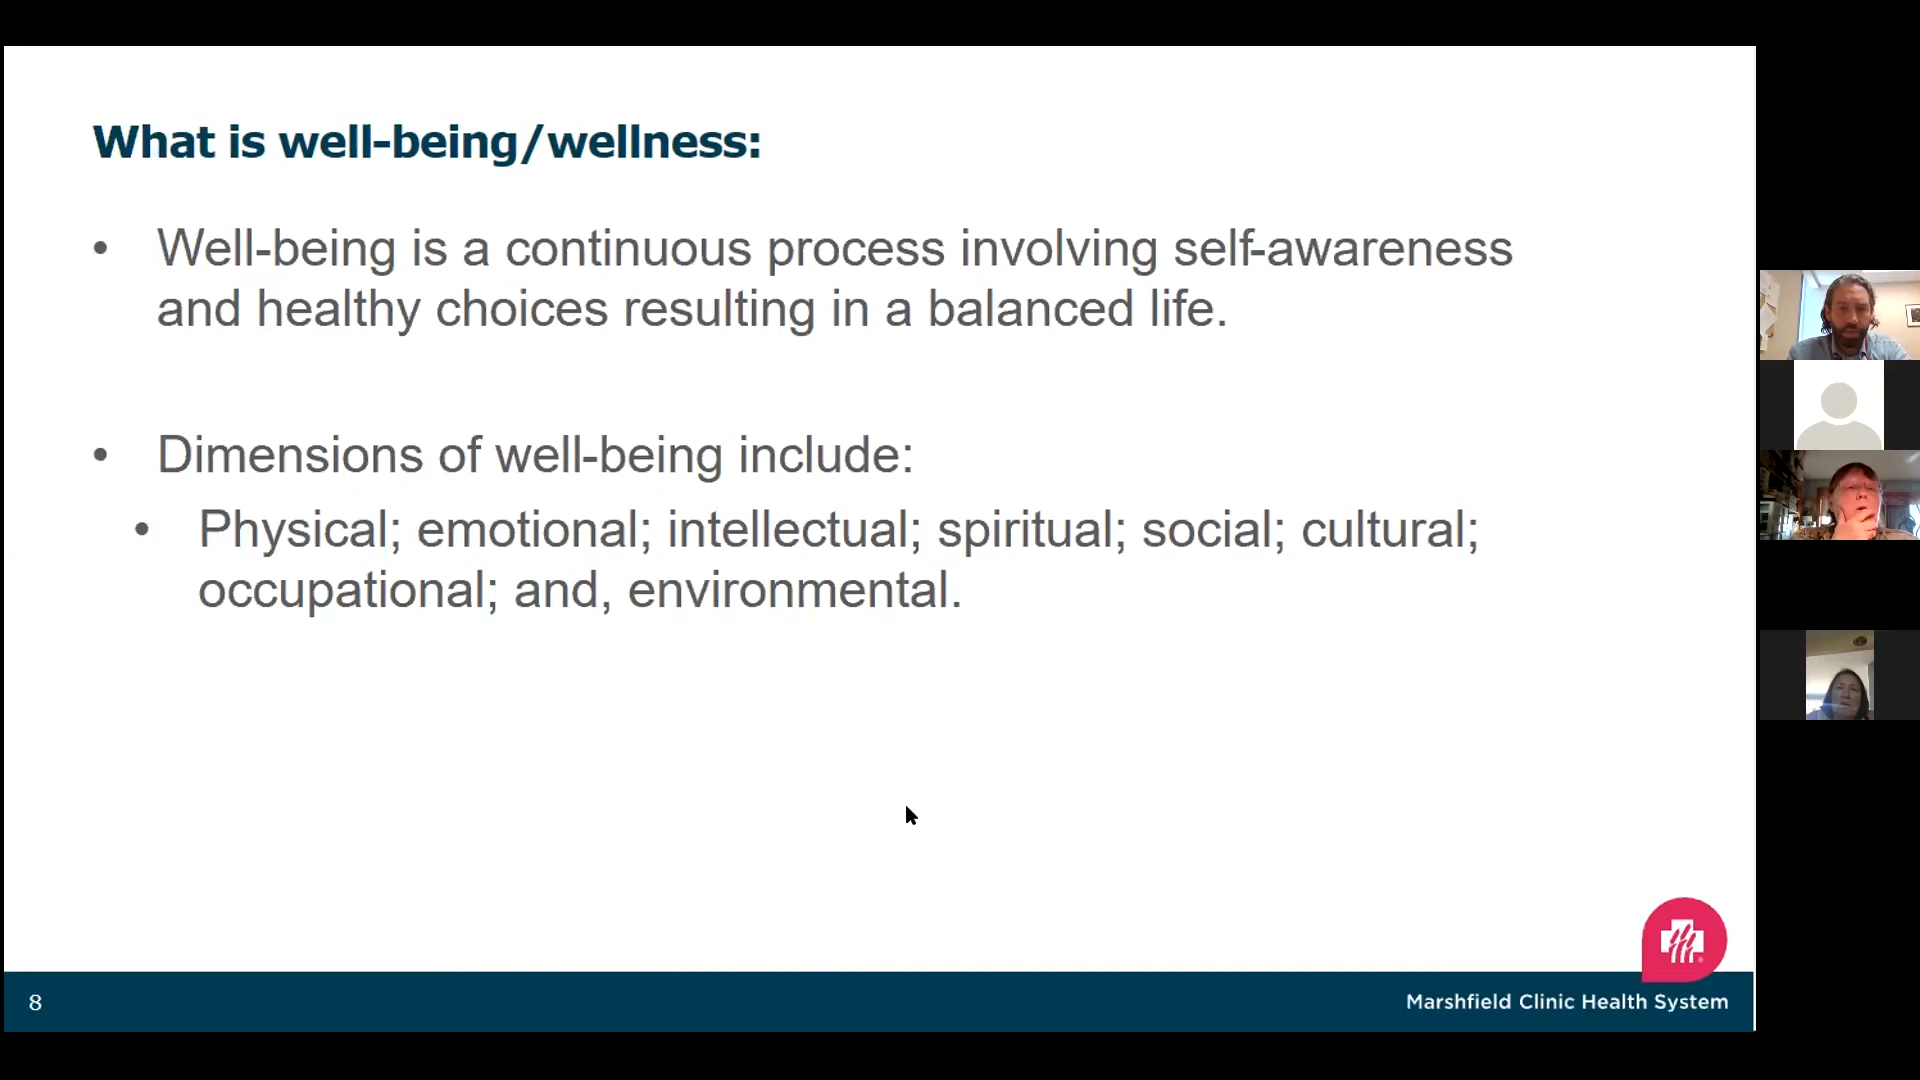 What is well-being/wellness:
• Well-being is a continuous process involving self-awareness
and healthy choices resulting in a balanced life.
• Dimensions of well-being include:
• Physical; emotional; intellectual; spiritual; social; cultural;
occupational; and, environmental.
8
Marshfield Clinic Health System